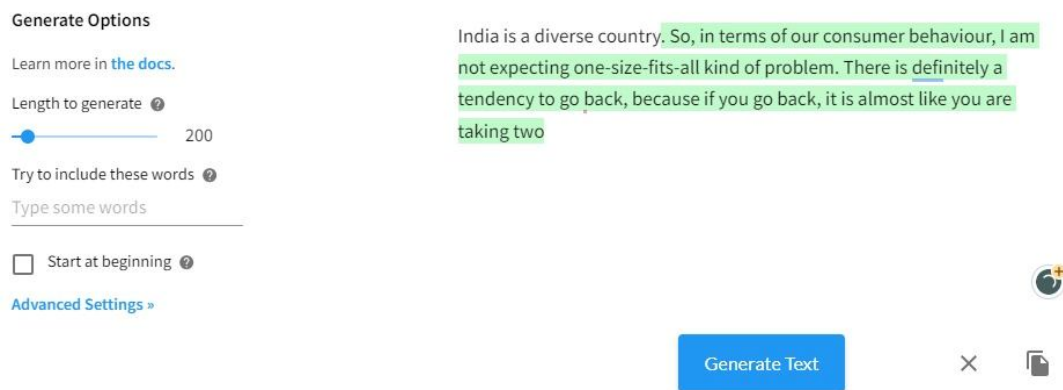 Generate Options
Learn more in the docs.
Length to generate
200
Try to include these words
Type some words
Start at beginning
Advanced Settings »
India is a diverse country. So, in terms of our consumer behaviour, I am
not expecting one-size-fits-all kind of problem. There is definitely a
tendency to go back, because if you go back, it is almost like you are
taking two
Generate Text